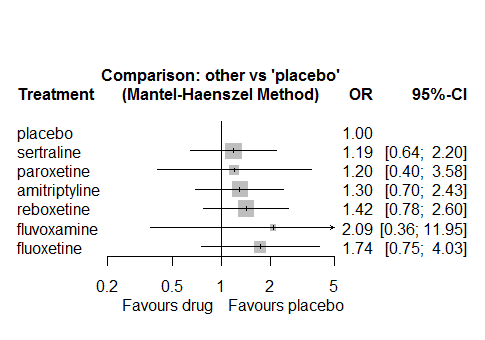 Comparison: other vs 'placebo'
Treatment (Mantel-Haenszel Method) OR 95%-CI
placebo 1.00
sertraline 1.19 [0.64; 2.20]
paroxetine 1.20 [0.40; 3.58]
amitriptyline 1.30 [0.70; 2.43]
reboxetine 1.42 [0.78; 2.60]
fluvoxamine 2.09 [0.36; 11.95]
fluoxetine 1.74 [0.75; 4.03]
0.2 0.5 1 2 5
Favours drug Favours placebo